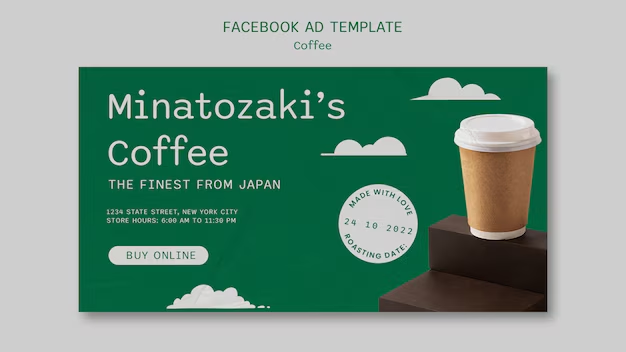 FACEBOOK AD TEMPLATE
Coffee
Minatozaki's
Coffee
THE FINEST FROM JAPAN
1234 STATE STREET, NEW YORK CITY
STORE HOURS: 6:00 AM TO 11:30 PM
BUY ONLINE
MADE WITH LOVE
24 10 2022
ROASTING DATE: